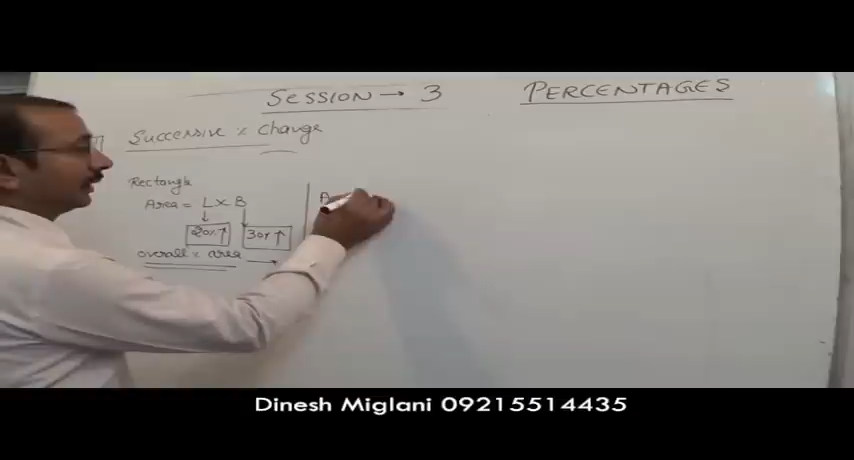 Session → 3
PERCENTAGES
Successive % change
Rectangle
Area = L × B
20% ↑
30% ↑
overall % area →
A
Dinesh Miglani 09215514435